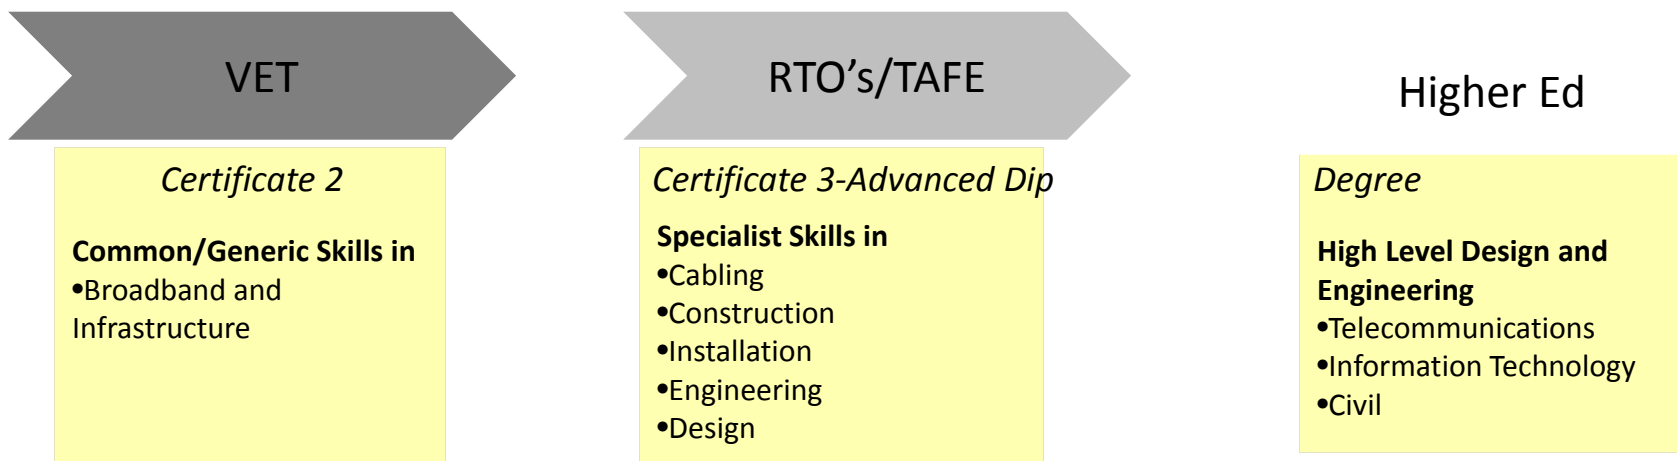 VET
Certificate 2
Common/Generic Skills in
•Broadband and
Infrastructure
RTO’s/TAFE
Certificate 3-Advanced Dip
Specialist Skills in
•Cabling
•Construction
•Installation
•Engineering
•Design
Higher Ed
Degree
High Level Design and
Engineering
•Telecommunications
•Information Technology
•Civil